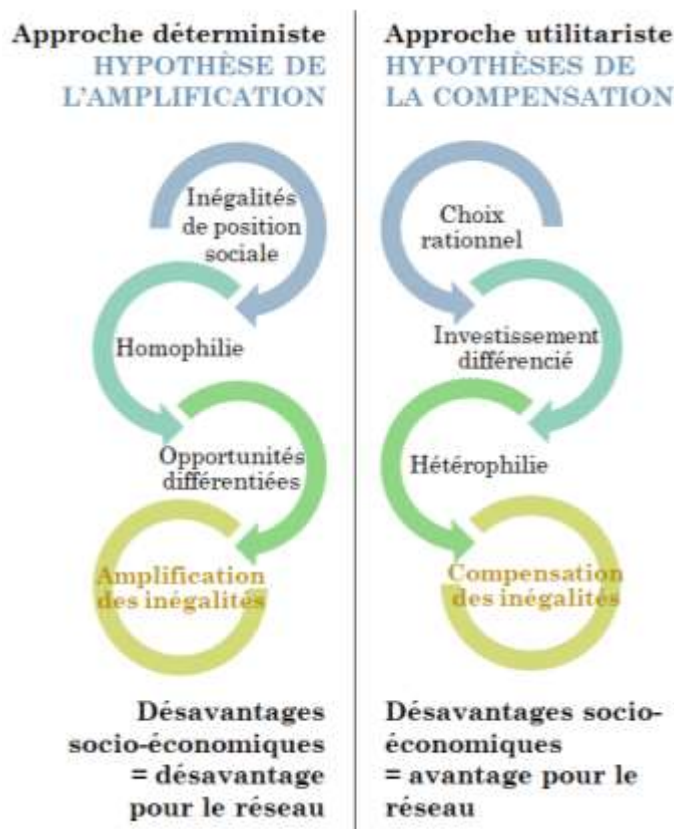 Approche déterministe
HYPOTHÈSE DE
L'AMPLIFICATION
Inégalités
de position
sociale
Homophilie
Opportunités
différentiées
Amplification
des inégalités
Désavantages
socio-économiques
= désavantage
pour le réseau
Approche utilitariste
HYPOTHÈSES DE
LA COMPENSATION
Choix
rationnel
Investissement
différencié
Hétérophilie
Compensation
des inégalités
Désavantages socio-
économiques
= avantage pour le
réseau